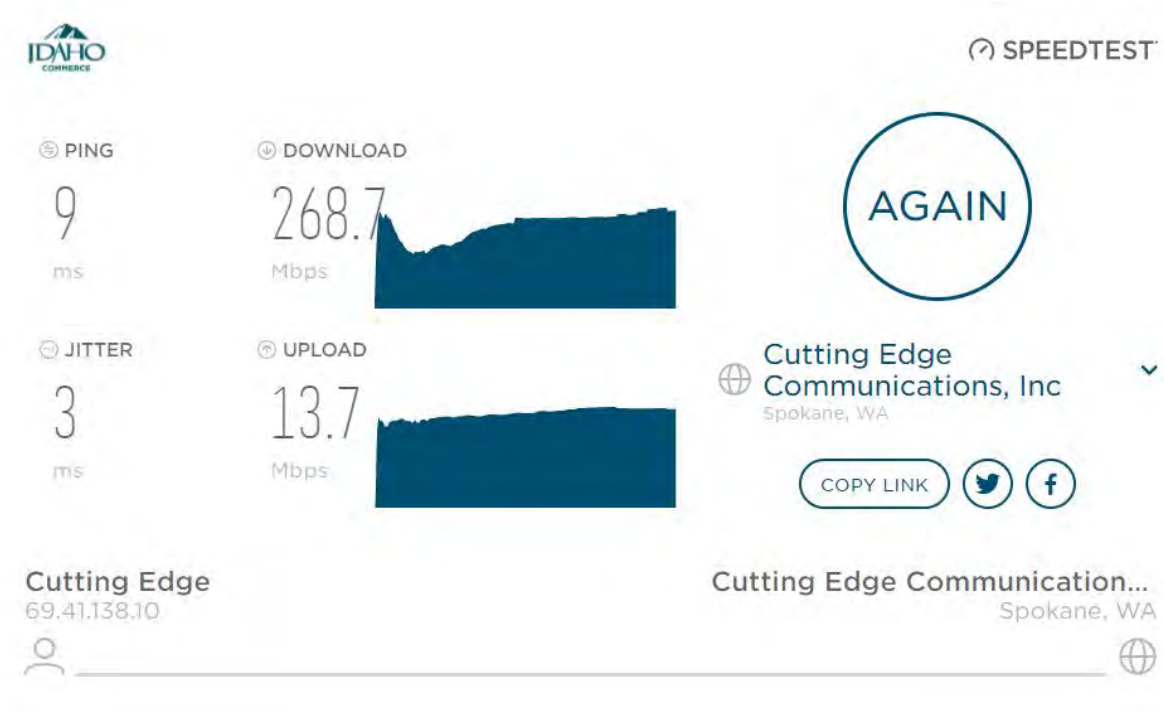 IDAHO
COMMERCE
SPEEDTEST
PING
9
ms
DOWNLOAD
268.7
Mbps
AGAIN
JITTER
3
ms
UPLOAD
13.7
Mbps
Cutting Edge
Communications, Inc
Spokane, WA
COPY LINK
Cutting Edge
69.41.138.10
Cutting Edge Communication...
Spokane, WA